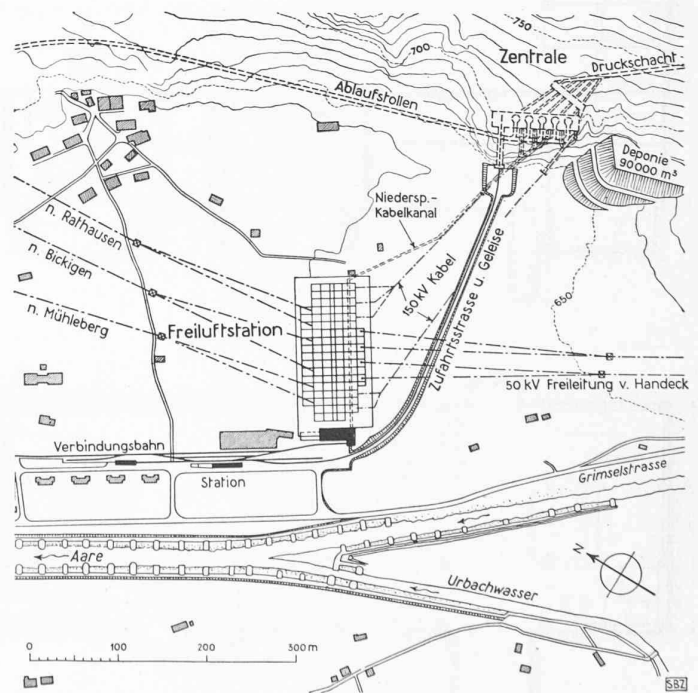 750
700
Zentrale
Druckschacht
Ablaufstollen
Deponie
90000 m³
Niedersp.-
Kabelkanal
n. Rathausen
n. Bickigen
n. Mühleberg
Freiluftstation
150 kV Kabel
Zufahrtsstrasse u. Geleise
650
50 kV Freileitung v. Handeck
Verbindungsbahn
Station
Grimselstrasse
Aare
Urbachwasser
N
0 100 200 300 m
SBZ